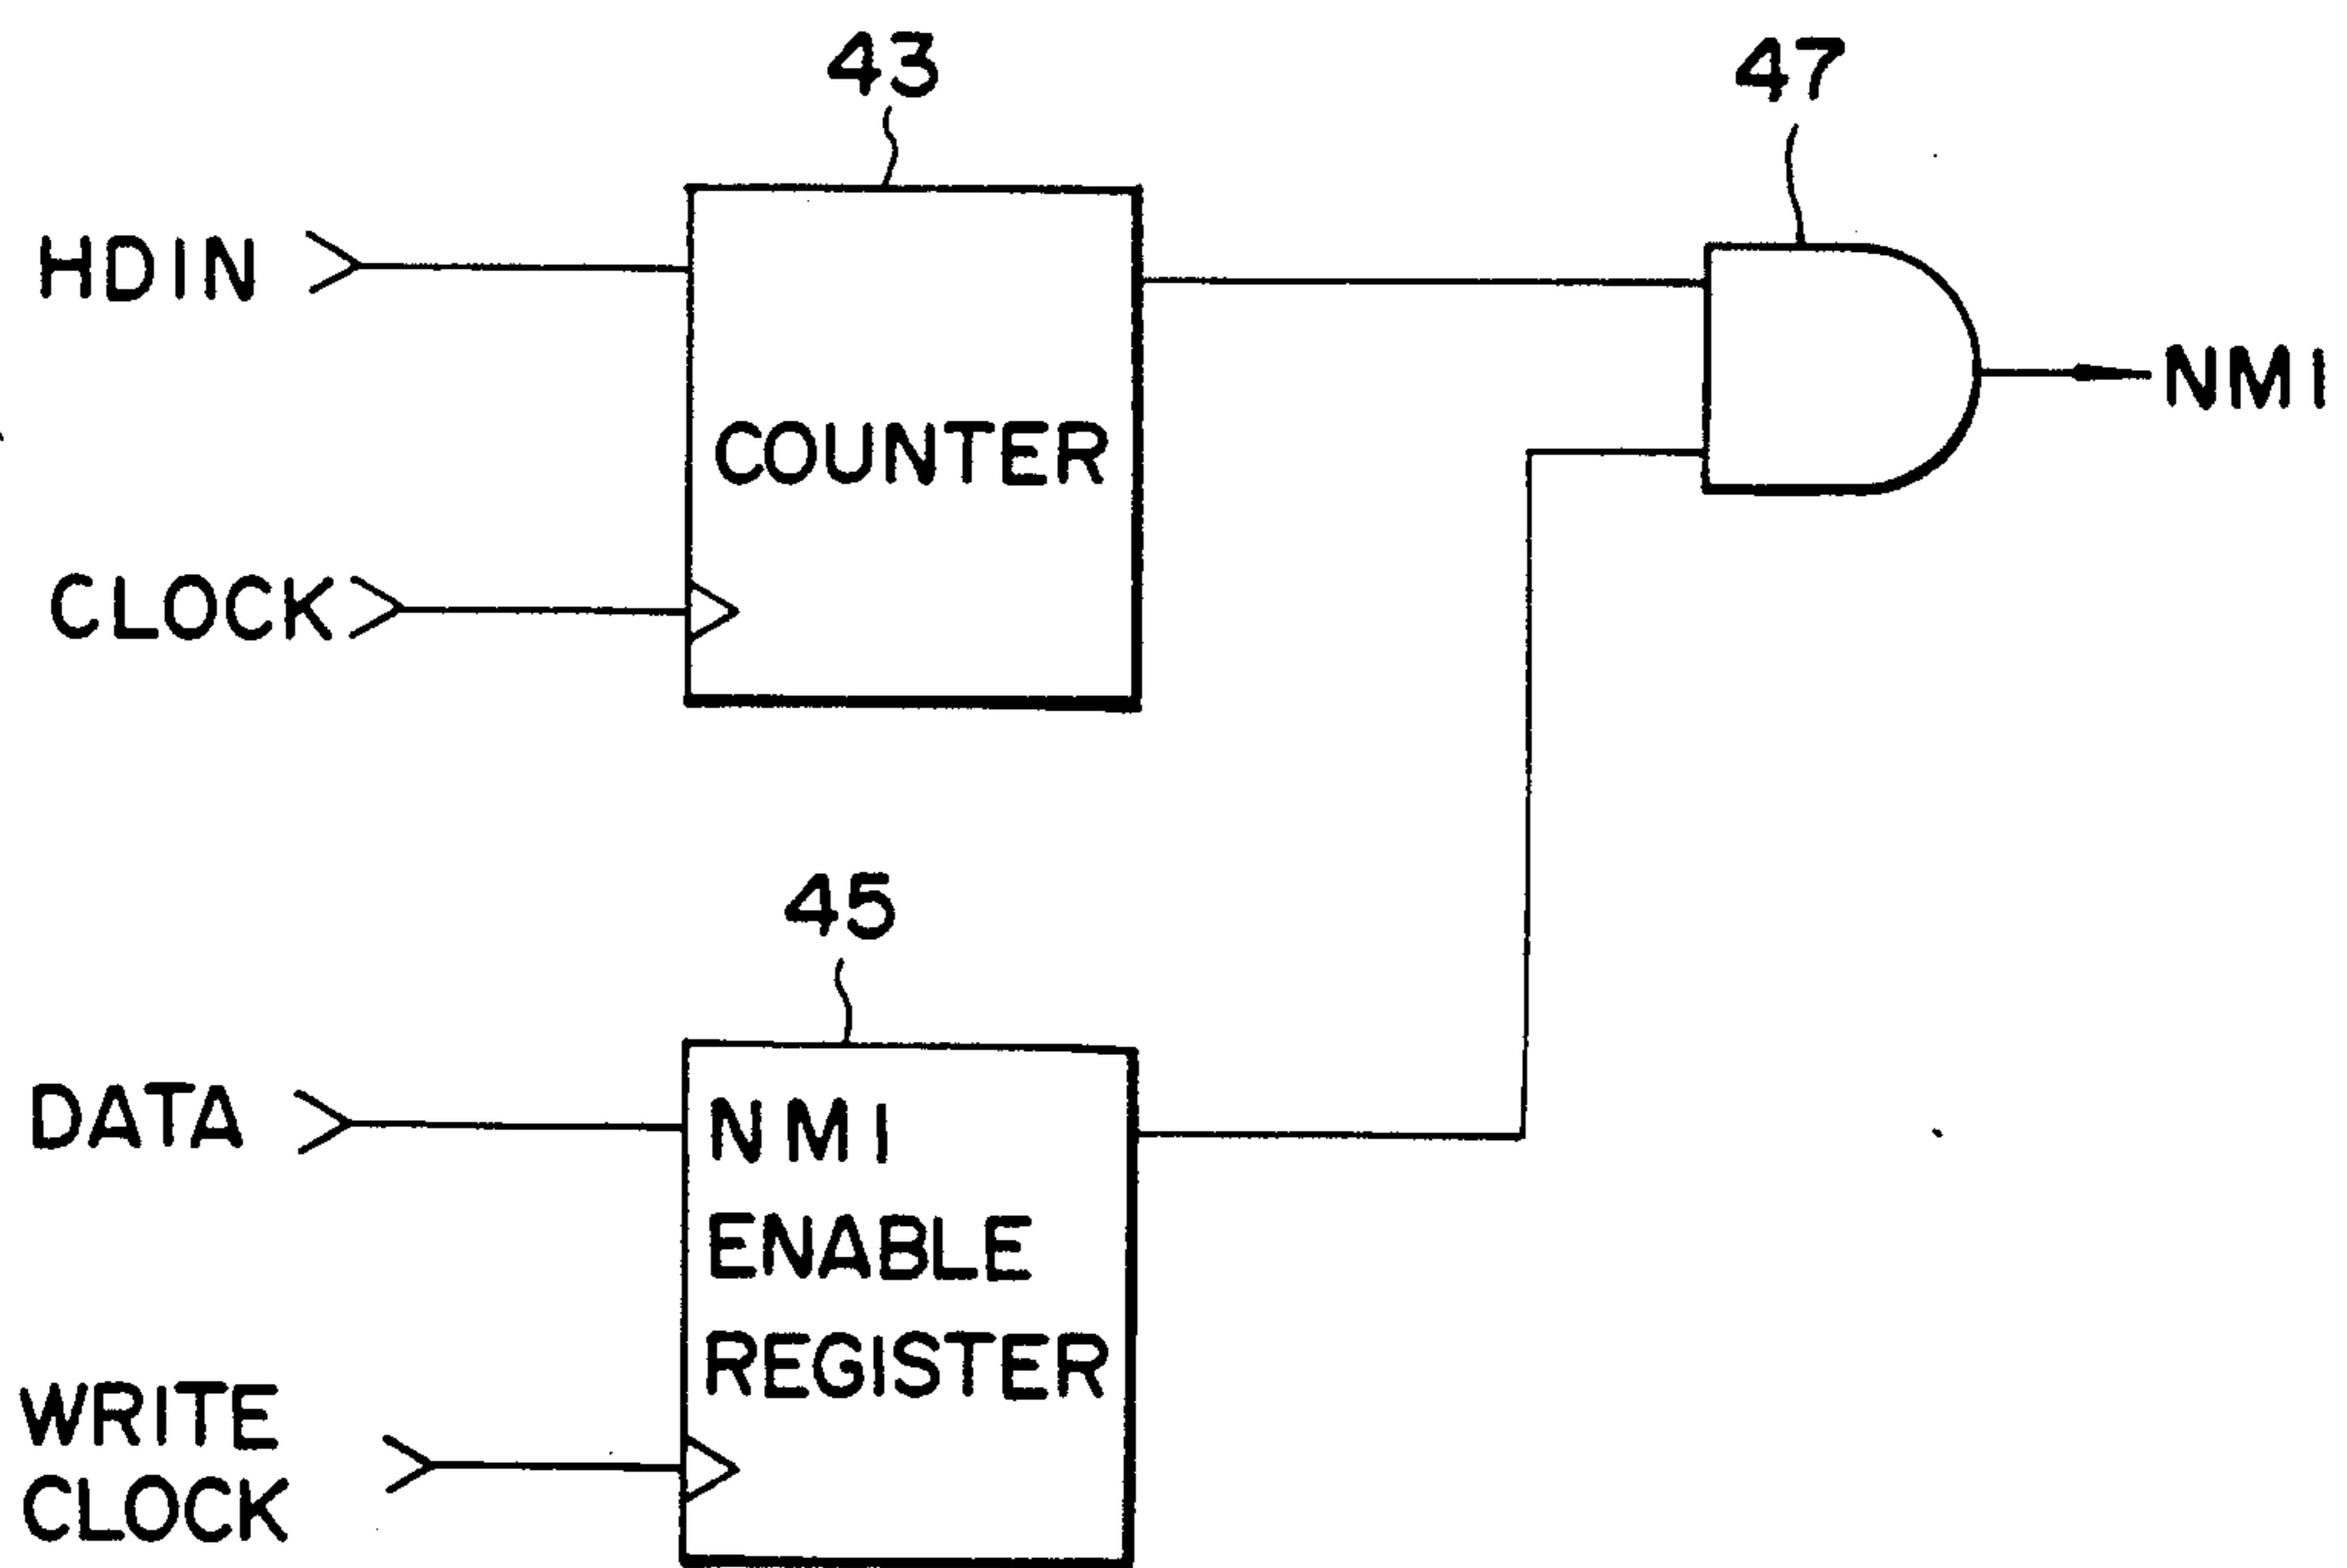 43
47
HDIN
COUNTER
NMI
CLOCK
45
DATA
NMI
ENABLE
REGISTER
WRITE
CLOCK